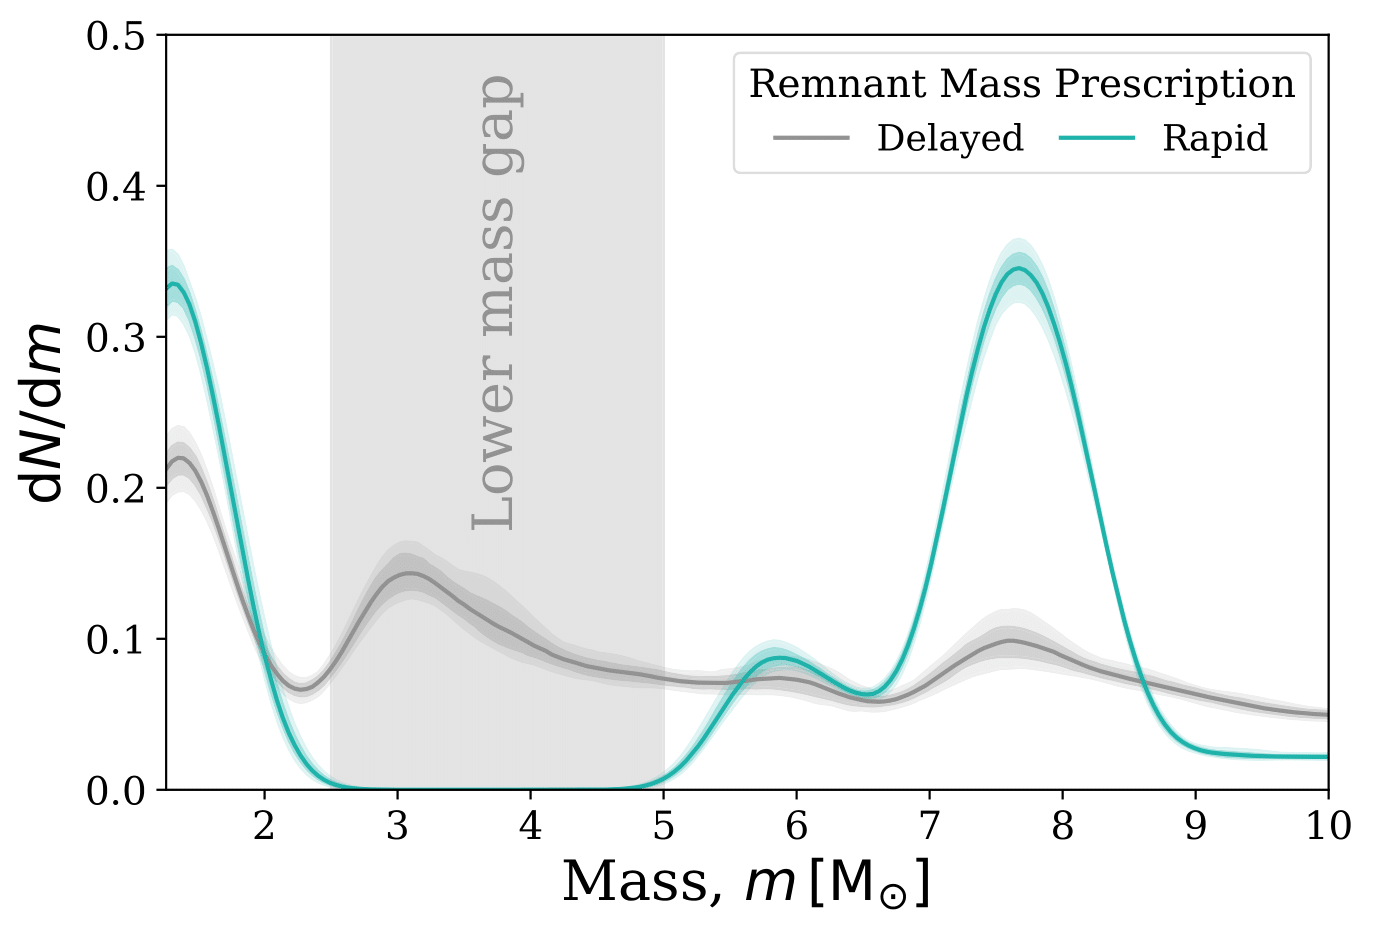 0.5
0.4
0.3
0.2
0.1
0.0
dN/dm
Lower mass gap
Remnant Mass Prescription
Delayed Rapid
2 3 4 5 6 7 8 9 10
Mass, m [M⊙]